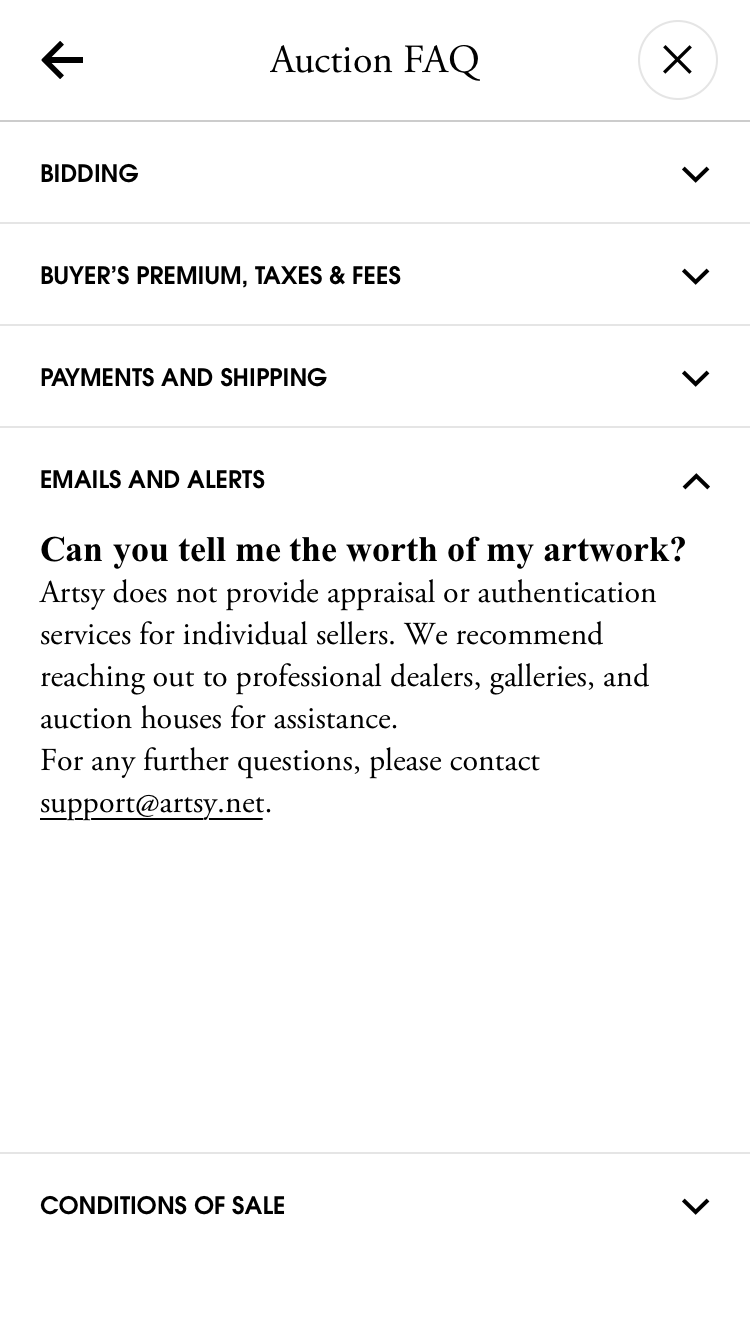 Auction FAQ
BIDDING
BUYER’S PREMIUM, TAXES & FEES
PAYMENTS AND SHIPPING
EMAILS AND ALERTS
Can you tell me the worth of my artwork?
Artsy does not provide appraisal or authentication
services for individual sellers. We recommend
reaching out to professional dealers, galleries, and
auction houses for assistance.
For any further questions, please contact
support@artsy.net.
CONDITIONS OF SALE